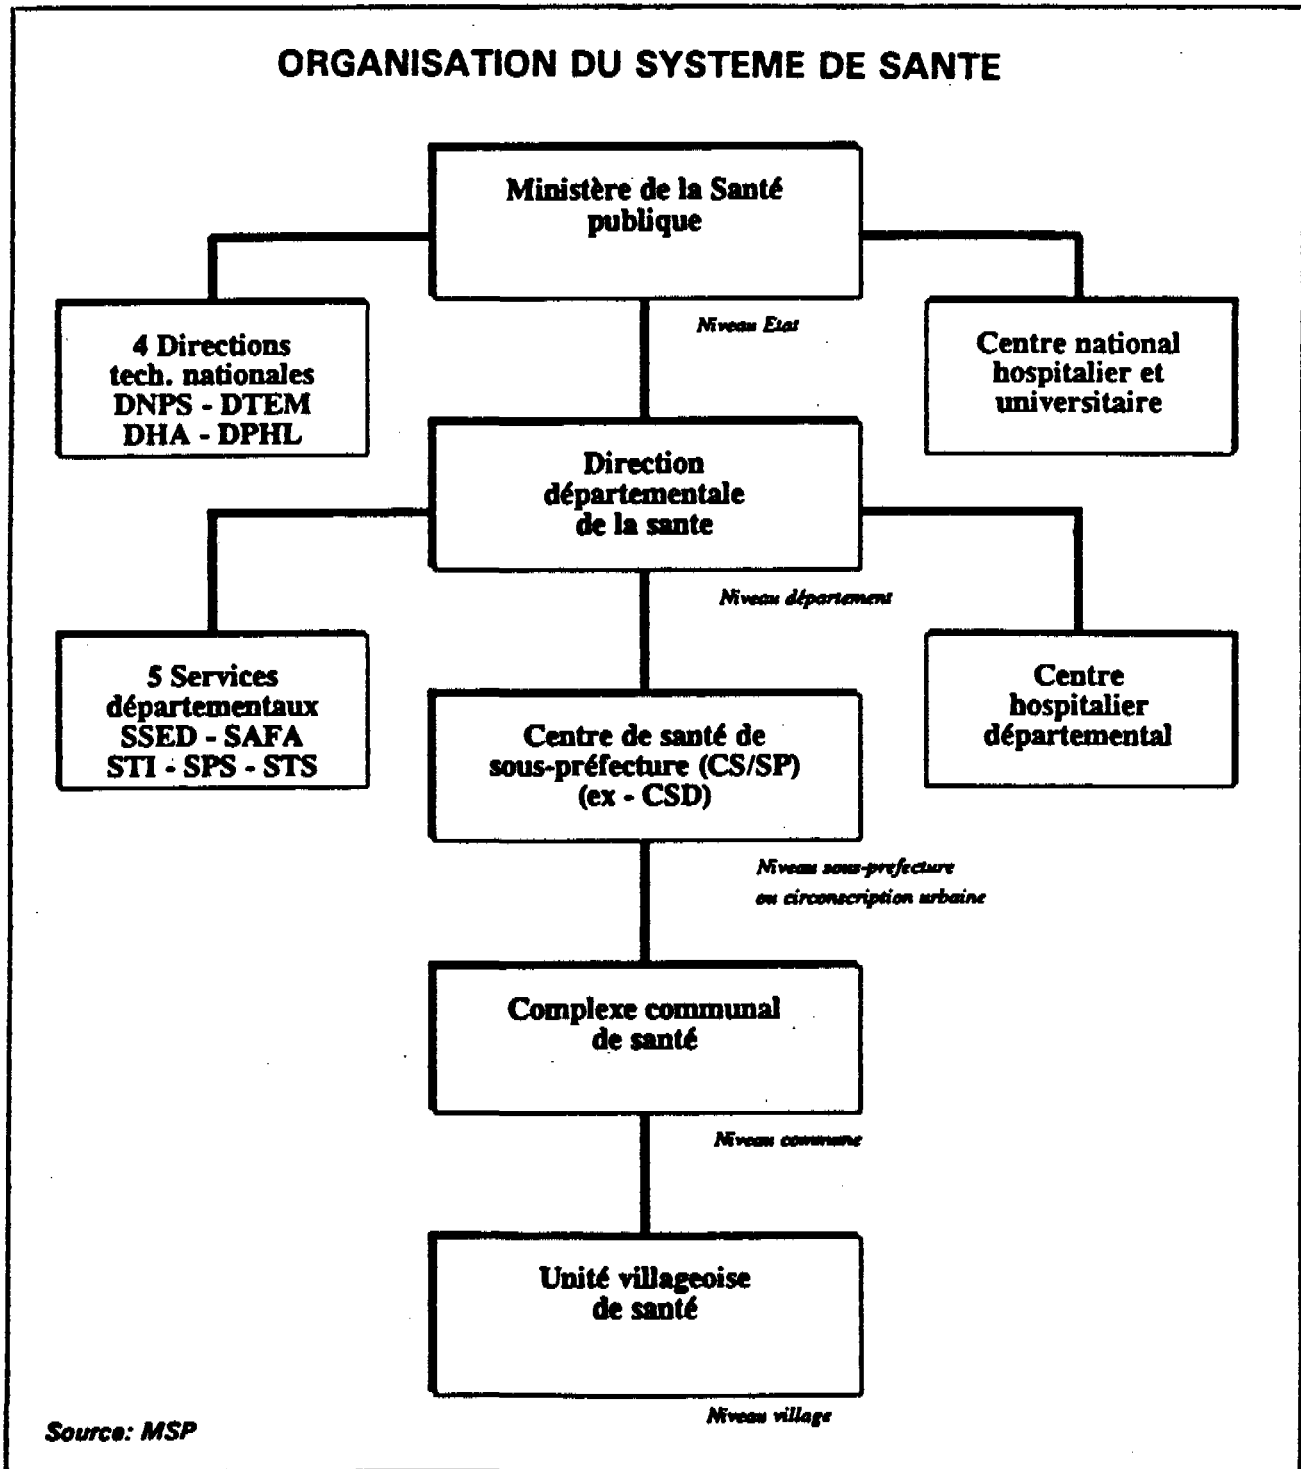 ORGANISATION DU SYSTEME DE SANTE
Ministère de la Santé
publique
Niveau Etat
4 Directions
tech. nationales
DNPS - DTEM
DHA - DPHL
Centre national
hospitalier et
universitaire
Direction
départementale
de la sante
Niveau département
5 Services
départementaux
SSED - SAFA
STI - SPS - STS
Centre
hospitalier
départemental
Centre de santé de
sous-préfecture (CS/SP)
(ex - CSD)
Niveau sous-prefecture
ou circonscription urbaine
Complexe communal
de santé
Niveau commune
Unité villageoise
de santé
Niveau village
Source: MSP